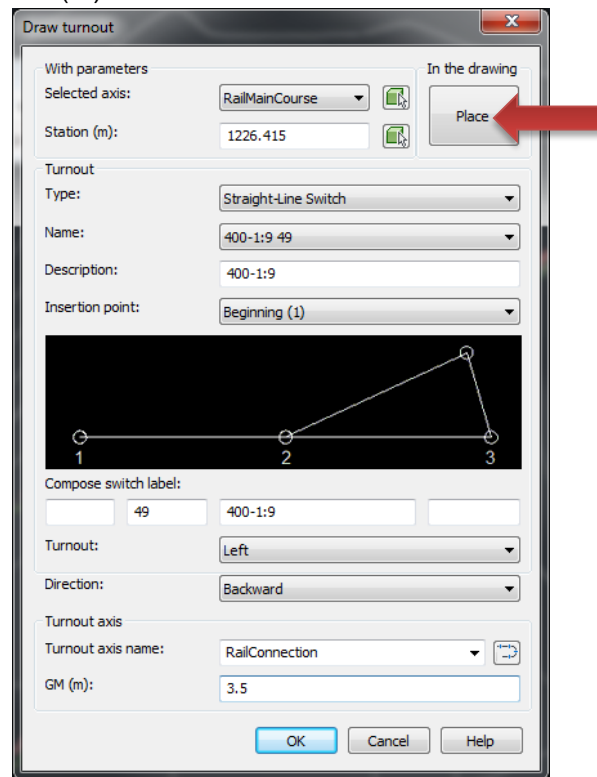 Draw turnout
With parameters
In the drawing
Selected axis: RailMainCourse
Place
Station (m): 1226.415
Turnout
Type: Straight-Line Switch
Name: 400-1:9 49
Description: 400-1:9
Insertion point: Beginning (1)
1 2 3
Compose switch label:
49 400-1:9
Turnout: Left
Direction: Backward
Turnout axis
Turnout axis name: RailConnection
GM (m): 3.5
OK Cancel Help